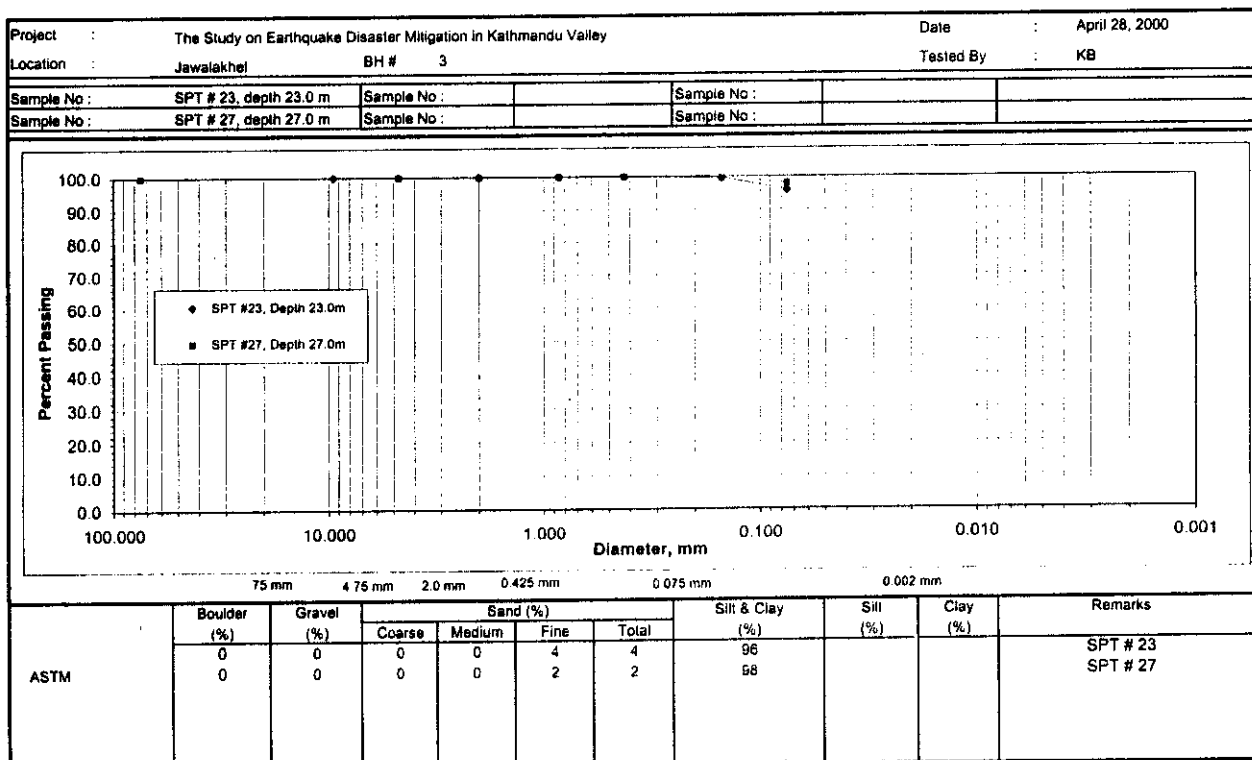 Project : The Study on Earthquake Disaster Mitigation in Kathmandu Valley Date : April 28, 2000
Location : Jawalakhel BH # 3 Tested By : KB
Sample No : SPT # 23, depth 23.0 m Sample No : Sample No :
Sample No : SPT # 27, depth 27.0 m Sample No : Sample No :
100.0
90.0
80.0
70.0
60.0
50.0
40.0
30.0
20.0
10.0
0.0
Percent Passing
SPT #23, Depth 23.0m
SPT #27, Depth 27.0m
100.000 10.000 1.000 0.100 0.010 0.001
Diameter, mm
75 mm 4 75 mm 2.0 mm 0.425 mm 0 075 mm 0.002 mm
Boulder Gravel Sand (%) Silt & Clay Silt Clay Remarks
(%) (%) Coarse Medium Fine Total (%) (%) (%)
0 0 0 0 4 4 96 SPT # 23
ASTM 0 0 0 0 2 2 98 SPT # 27